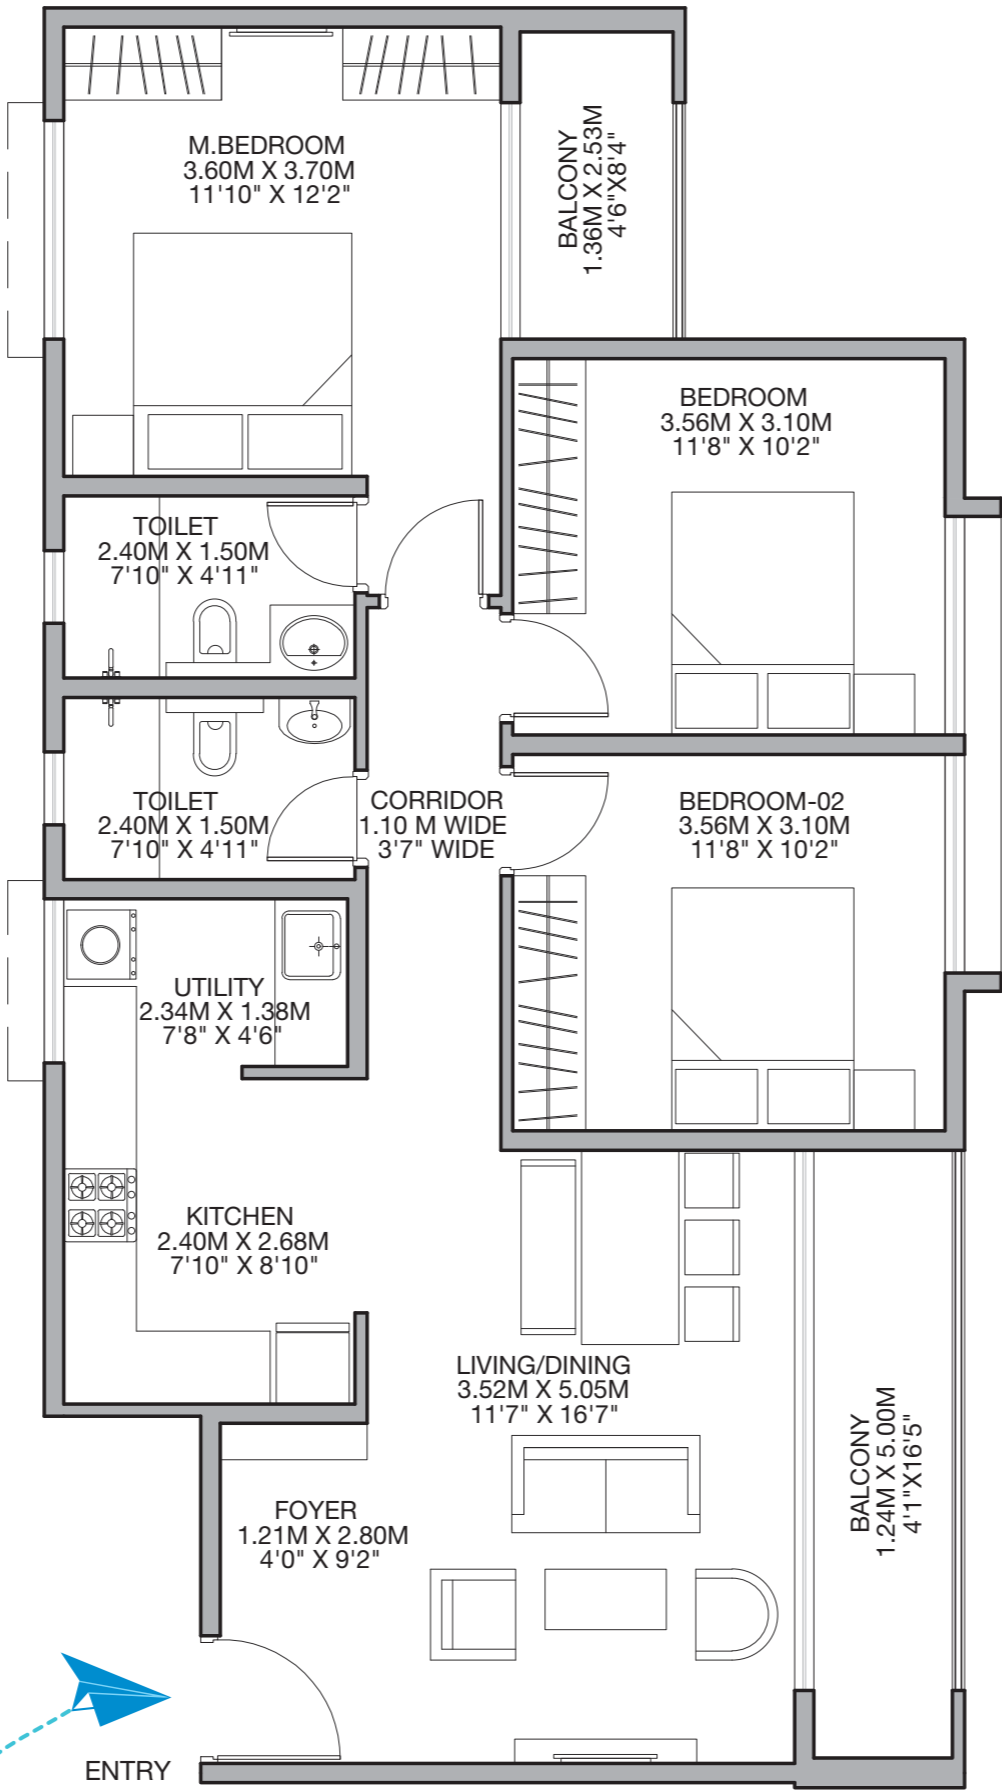 M.BEDROOM
3.60M X 3.70M
11'10" X 12'2"
BALCONY
1.36M X 2.53M
4'6"X8'4"
BEDROOM
3.56M X 3.10M
11'8" X 10'2"
TOILET
2.40M X 1.50M
7'10" X 4'11"
TOILET
2.40M X 1.50M
7'10" X 4'11"
CORRIDOR
1.10 M WIDE
3'7" WIDE
BEDROOM-02
3.56M X 3.10M
11'8" X 10'2"
UTILITY
2.34M X 1.38M
7'8" X 4'6"
KITCHEN
2.40M X 2.68M
7'10" X 8'10"
LIVING/DINING
3.52M X 5.05M
11'7" X 16'7"
BALCONY
1.24M X 5.00M
4'1"X16'5"
FOYER
1.21M X 2.80M
4'0" X 9'2"
ENTRY